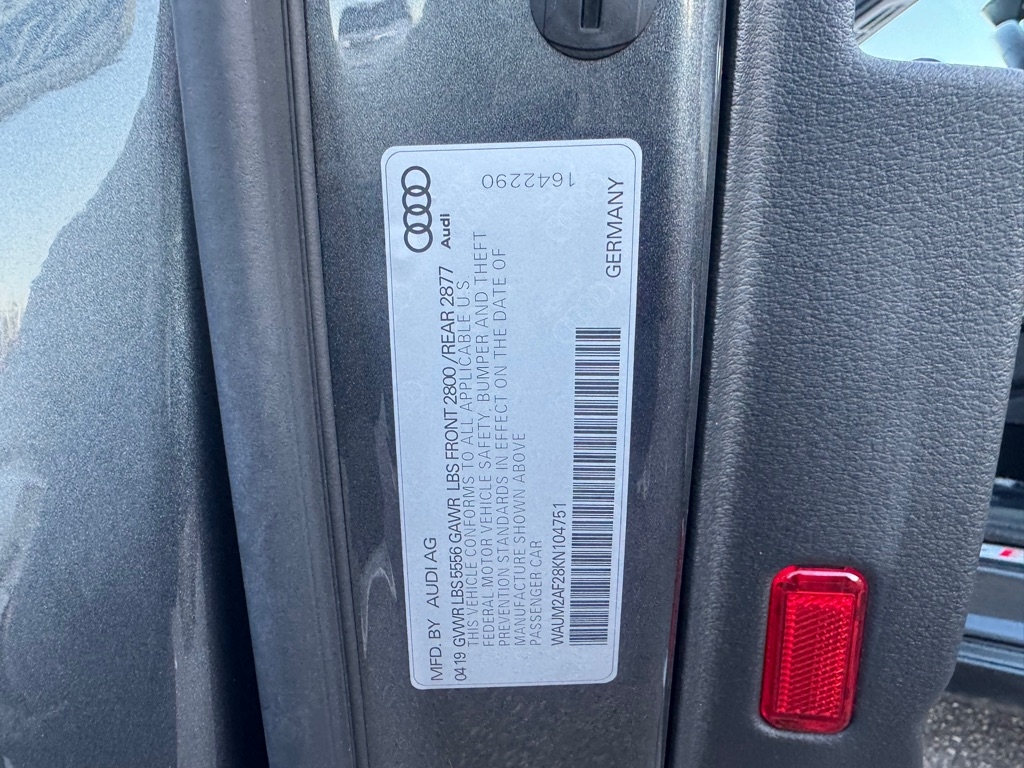 Audi
MFD. BY AUDI AG
0419 GVWR LBS 5556 GAWR LBS FRONT 2800 / REAR 2877
THIS VEHICLE CONFORMS TO ALL APPLICABLE U.S
FEDERAL MOTOR VEHICLE SAFETY, BUMPER AND THEFT
PREVENTION STANDARDS IN EFFECT ON THE DATE OF
MANUFACTURE SHOWN ABOVE
PASSENGER CAR
WAUM2AF28KN104751
GERMANY
1642290